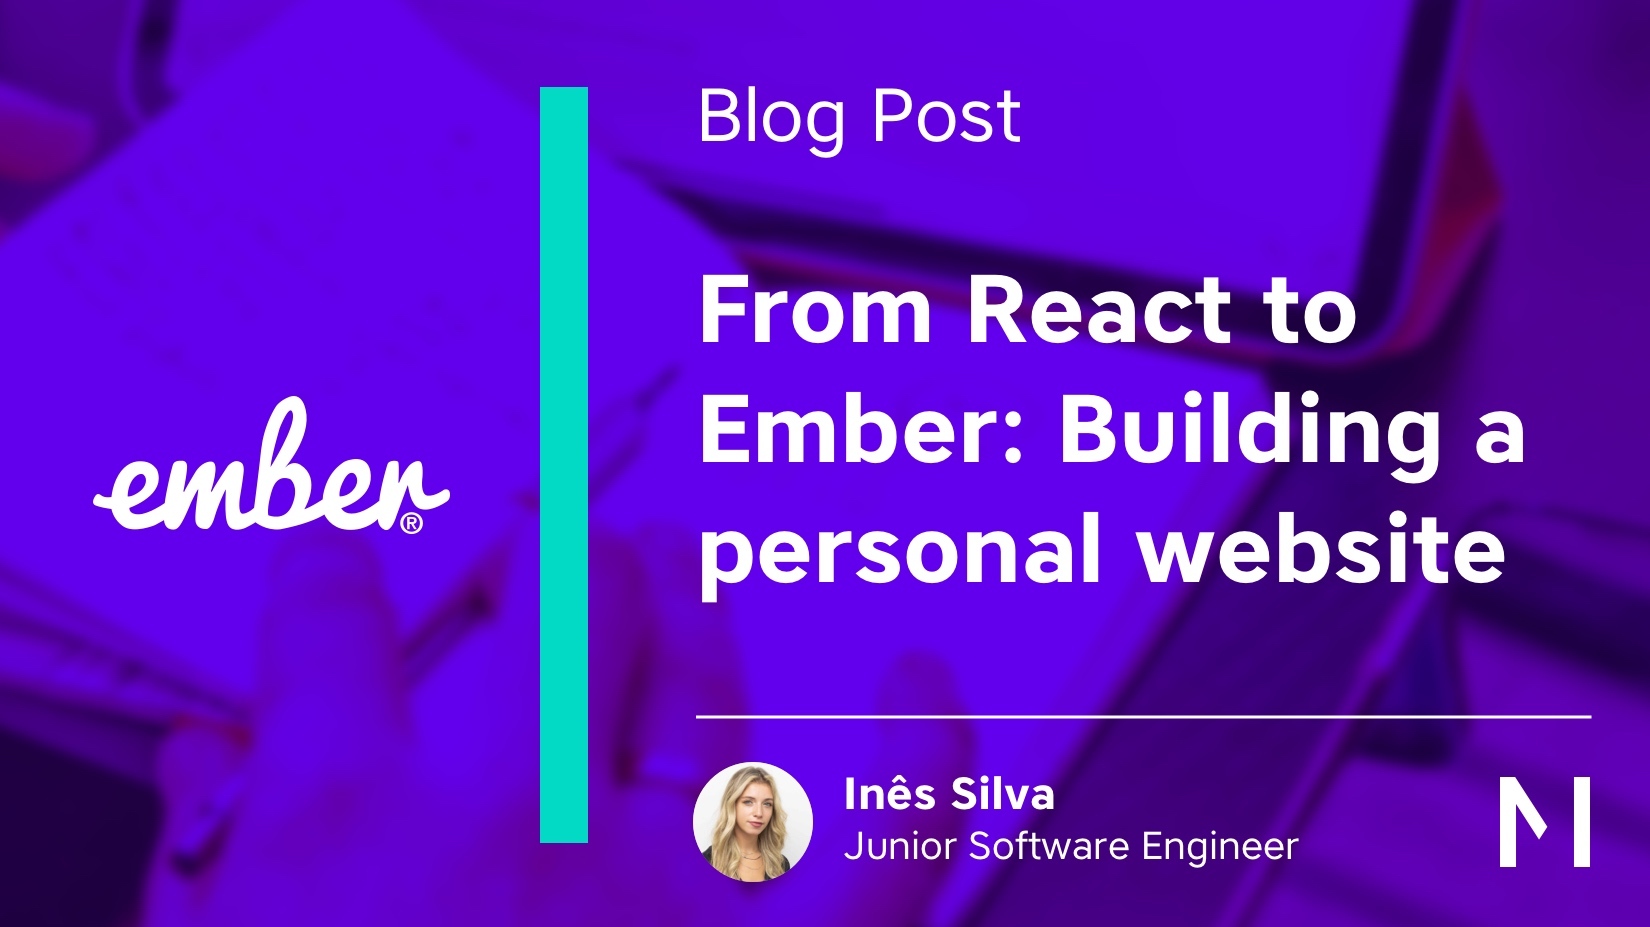 Blog Post
From React to
Ember: Building a
personal website
ember®
Inês Silva
Junior Software Engineer